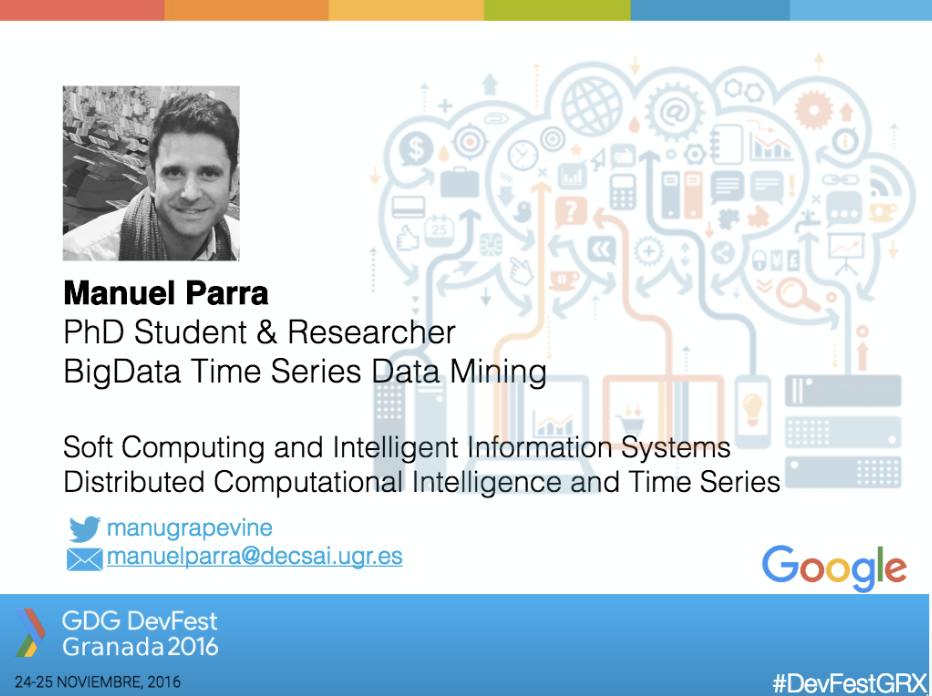 Manuel Parra
PhD Student & Researcher
BigData Time Series Data Mining
Soft Computing and Intelligent Information Systems
Distributed Computational Intelligence and Time Series
manugrapevine
manuelparra@decsai.ugr.es
Google
GDG DevFest
Granada 2016
24-25 NOVIEMBRE, 2016
#DevFestGRX